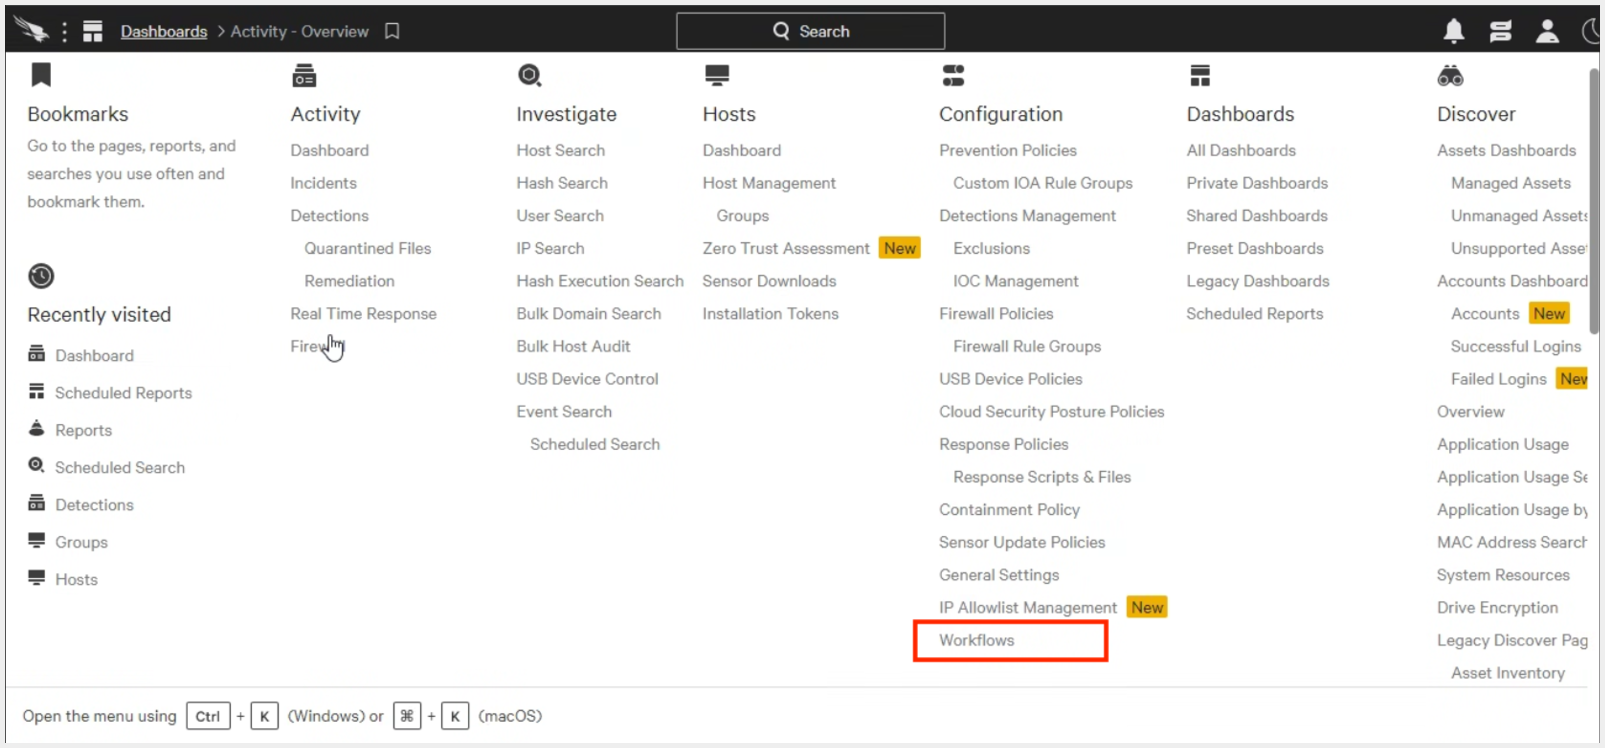 Dashboards > Activity - Overview
Search
Bookmarks
Go to the pages, reports, and
searches you use often and
bookmark them.
Recently visited
Dashboard
Scheduled Reports
Reports
Scheduled Search
Detections
Groups
Hosts
Activity
Dashboard
Incidents
Detections
Quarantined Files
Remediation
Real Time Response
Investigate
Host Search
Hash Search
User Search
IP Search
Hash Execution Search
Bulk Domain Search
Bulk Host Audit
USB Device Control
Event Search
Scheduled Search
Hosts
Dashboard
Host Management
Groups
Zero Trust Assessment New
Sensor Downloads
Installation Tokens
Configuration
Prevention Policies
Custom IOA Rule Groups
Detections Management
Exclusions
IOC Management
Firewall Policies
Firewall Rule Groups
USB Device Policies
Cloud Security Posture Policies
Response Policies
Response Scripts & Files
Containment Policy
Sensor Update Policies
General Settings
IP Allowlist Management New
Workflows
Dashboards
All Dashboards
Private Dashboards
Shared Dashboards
Preset Dashboards
Legacy Dashboards
Scheduled Reports
Discover
Assets Dashboards
Managed Assets
Unmanaged Assets
Unsupported Asse
Accounts Dashboard
Accounts New
Successful Logins
Failed Logins New
Overview
Application Usage
Application Usage Se
Application Usage by
MAC Address Search
System Resources
Drive Encryption
Legacy Discover Pag
Asset Inventory
Open the menu using Ctrl + K (Windows) or ⌘ + K (macOS)